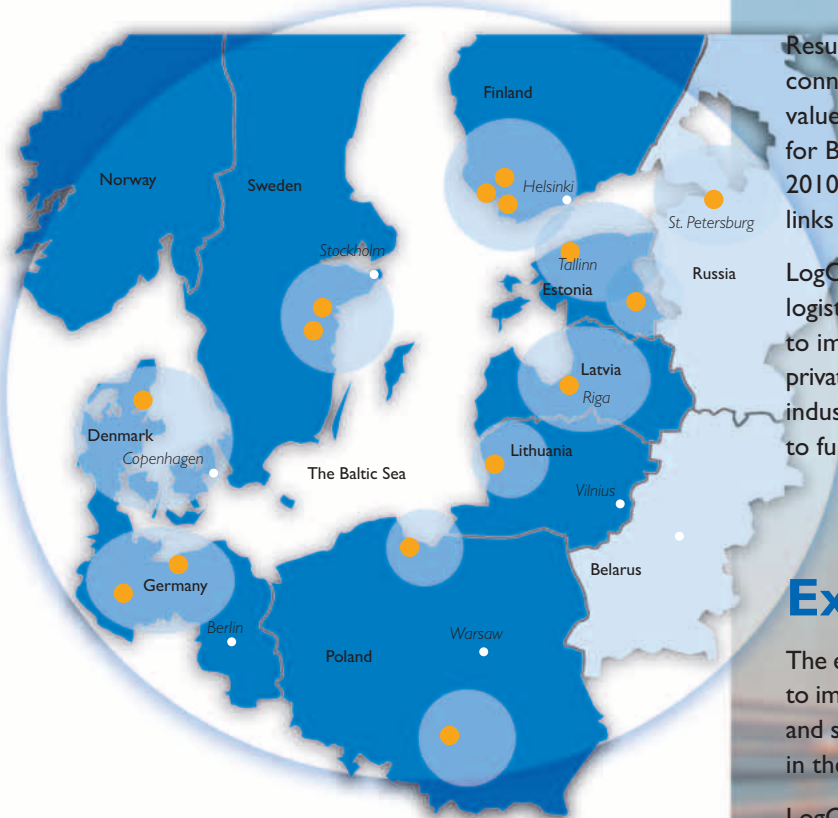 Finland
Norway
Sweden
Helsinki
Stockholm
St. Petersburg
Tallinn
Estonia
Russia
Latvia
Riga
Denmark
Copenhagen
Lithuania
The Baltic Sea
Vilnius
Germany
Belarus
Berlin
Warsaw
Poland
Resu
conn
value
for B
2010
links
LogC
logist
to im
privat
indus
to fu
Ex
The e
to im
and s
in the
LogC